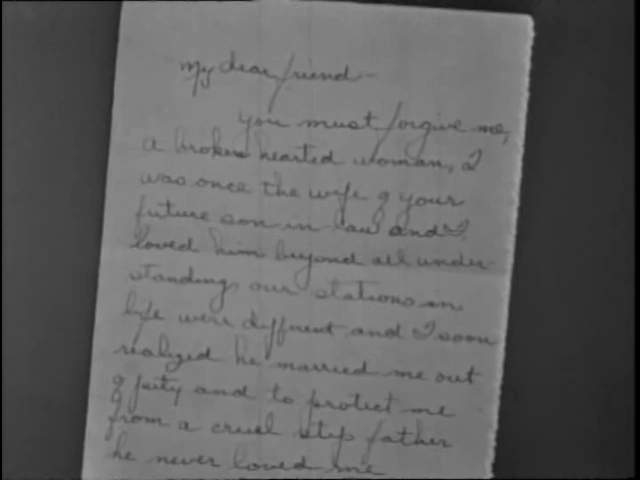 My dear friend -
you must forgive me,
a broken hearted woman, I
was once the wife of your
future son in law and I
loved him beyond all under
standing, our stations in
life were different and I soon
realized he married me out
of pity and to protect me
from a cruel step father
he never loved me